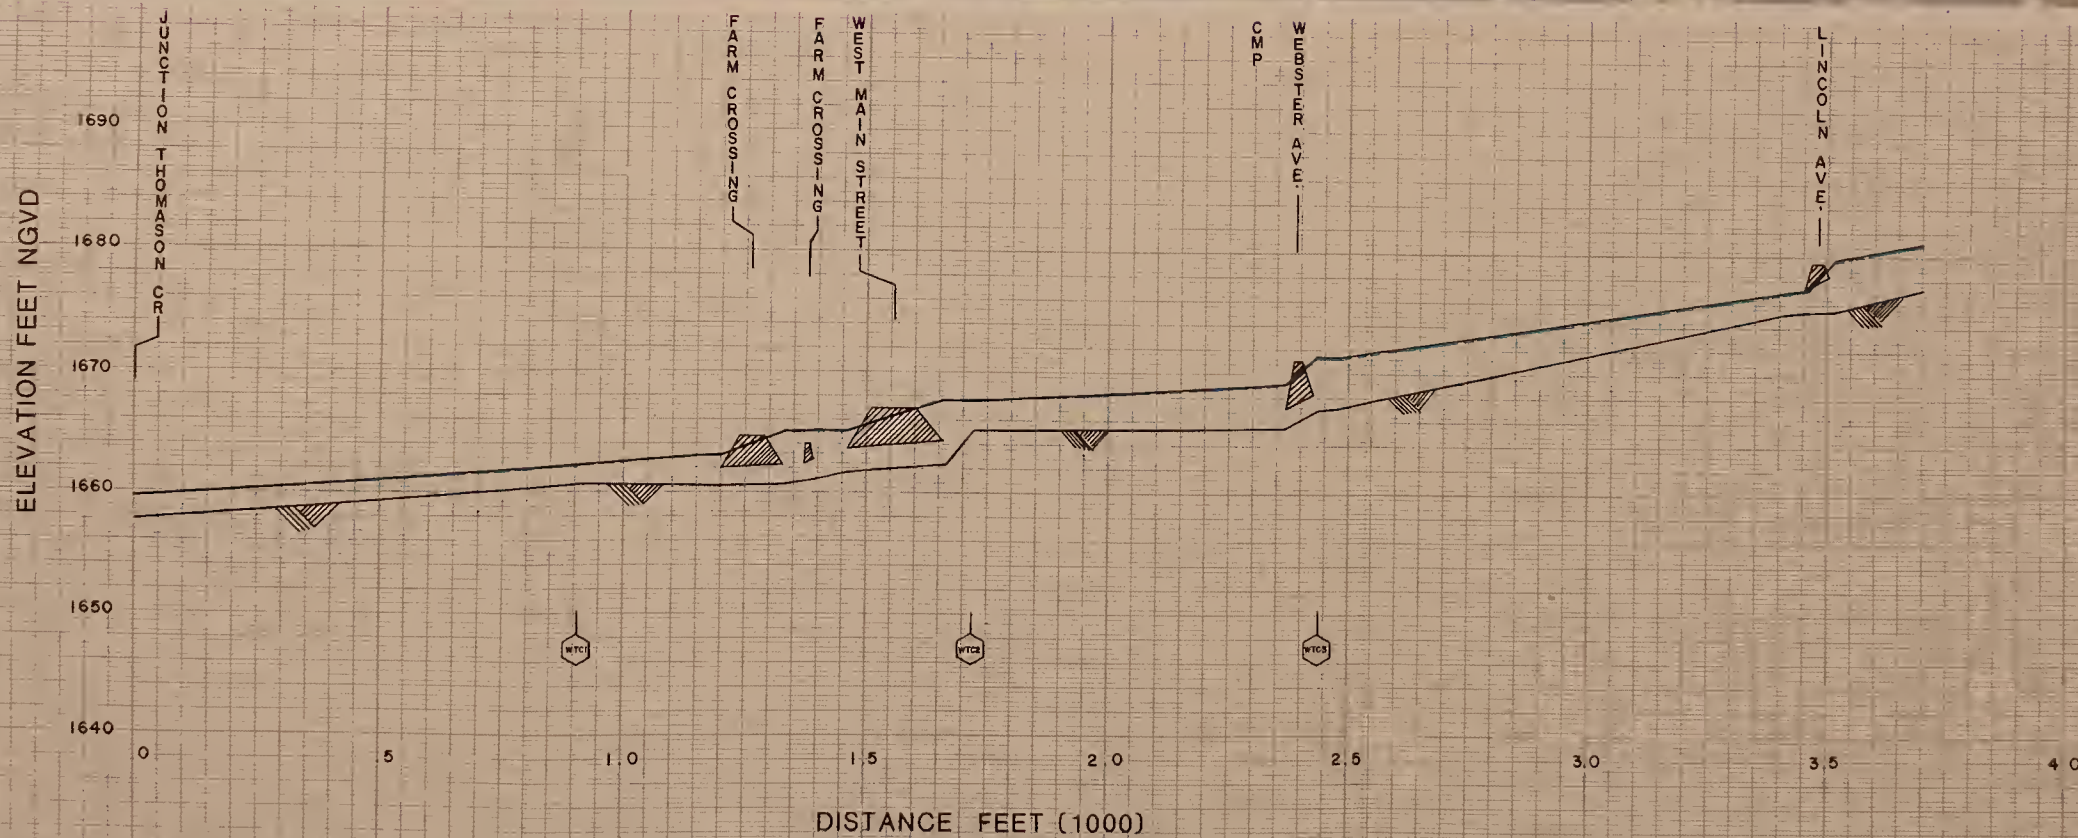 JUNCTION THOMASON CR
FARM CROSSING
FARM CROSSING
WEST MAIN STREET
CMP
WEBSTER AVE.
LINCOLN AVE.
ELEVATION FEET NGVD
1690
1680
1670
1660
1650
1640
WTC1
WTC2
WTC3
0 .5 1.0 1.5 2.0 2.5 3.0 3.5 4.0
DISTANCE FEET (1000)